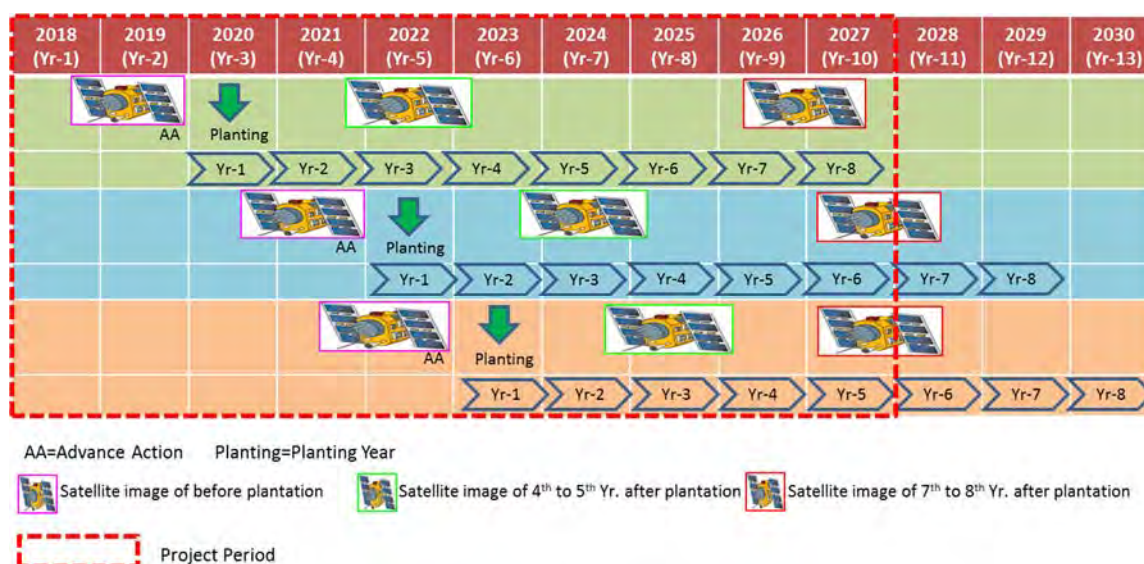 2018 2019 2020 2021 2022 2023 2024 2025 2026 2027 2028 2029 2030
(Yr-1) (Yr-2) (Yr-3) (Yr-4) (Yr-5) (Yr-6) (Yr-7) (Yr-8) (Yr-9) (Yr-10) (Yr-11) (Yr-12) (Yr-13)
AA Planting
Yr-1 Yr-2 Yr-3 Yr-4 Yr-5 Yr-6 Yr-7 Yr-8
AA Planting
Yr-1 Yr-2 Yr-3 Yr-4 Yr-5 Yr-6 Yr-7 Yr-8
AA Planting
Yr-1 Yr-2 Yr-3 Yr-4 Yr-5 Yr-6 Yr-7 Yr-8
AA=Advance Action Planting=Planting Year
Satellite image of before plantation Satellite image of 4th to 5th Yr. after plantation Satellite image of 7th to 8th Yr. after plantation
Project Period